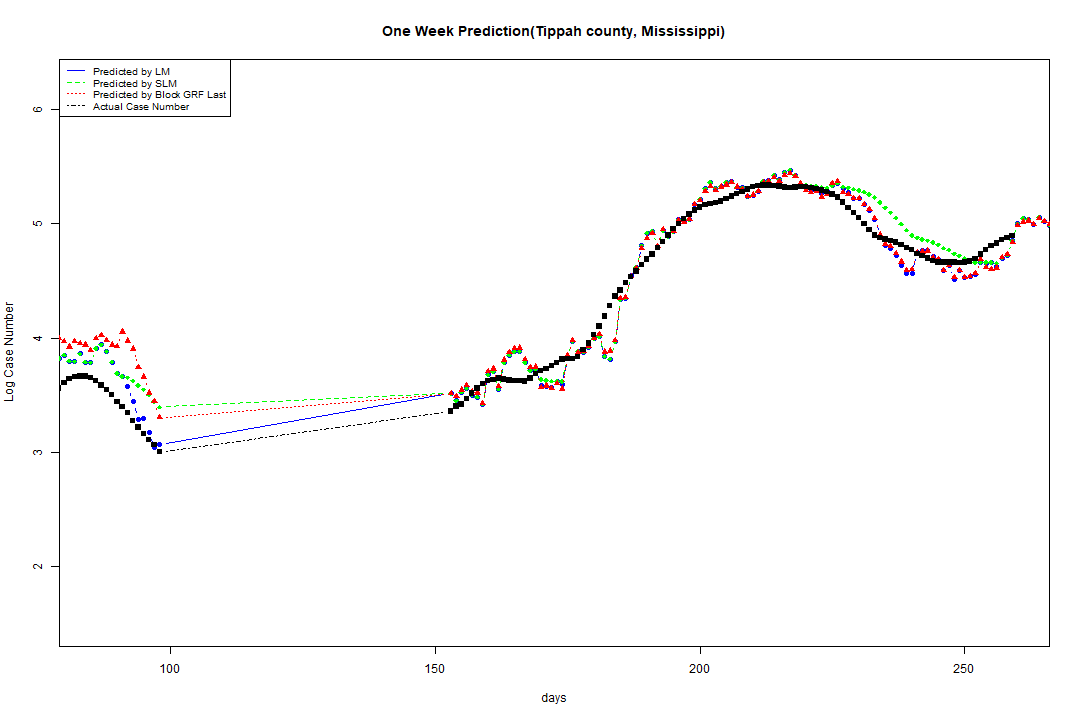 One Week Prediction(Tippah county, Mississippi)
Predicted by LM
Predicted by SLM
Predicted by Block GRF Last
Actual Case Number
6
5
4
3
2
Log Case Number
100
150
200
250
days